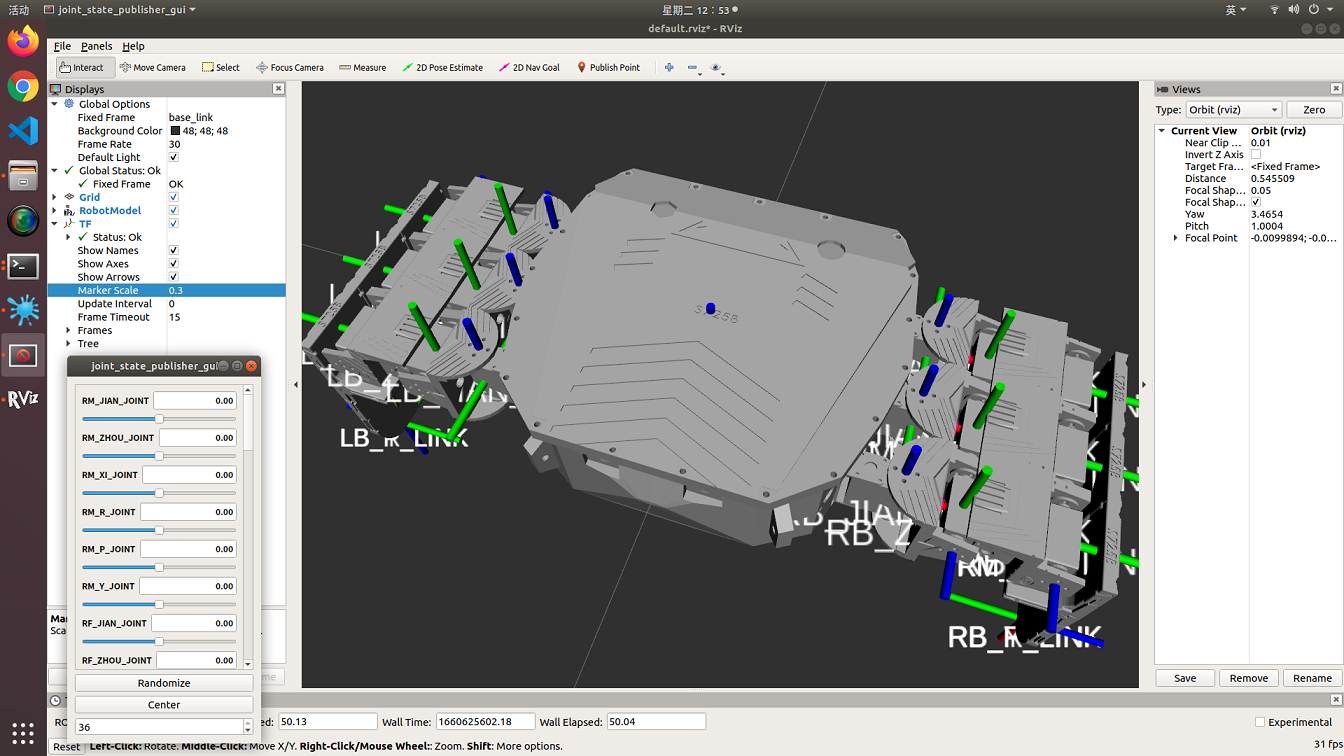 活动 joint_state_publisher_gui 星期二 12:53 英
default.rviz* - RViz
File Panels Help
Interact Move Camera Select Focus Camera Measure 2D Pose Estimate 2D Nav Goal Publish Point
Displays
Global Options
Fixed Frame base_link
Background Color 48; 48; 48
Frame Rate 30
Default Light
Global Status: Ok
Fixed Frame OK
Grid
RobotModel
TF
Status: Ok
Show Names
Show Axes
Show Arrows
Marker Scale 0.3
Update Interval 0
Frame Timeout 15
Frames
Tree
joint_state_publisher_gui
RM_JIAN_JOINT 0.00
RM_ZHOU_JOINT 0.00
RM_XI_JOINT 0.00
RM_R_JOINT 0.00
RM_P_JOINT 0.00
RM_Y_JOINT 0.00
RF_JIAN_JOINT 0.00
RF_ZHOU_JOINT 0.00
Randomize
Center
36
RViz
LB_R_LINK
RB_Z
Views
Type: Orbit (rviz) Zero
Current View Orbit (rviz)
Near Clip ... 0.01
Invert Z Axis
Target Fra... <Fixed Frame>
Distance 0.545509
Focal Shap... 0.05
Focal Shap...
Yaw 3.4654
Pitch 1.0004
Focal Point -0.0099894; -0.0...
Save Remove Rename
50.13 Wall Time: 1660625602.18 Wall Elapsed: 50.04 Experimental
Reset Left-Click: Rotate. Middle-Click: Move X/Y. Right-Click/Mouse Wheel:: Zoom. Shift: More options. 31 fps